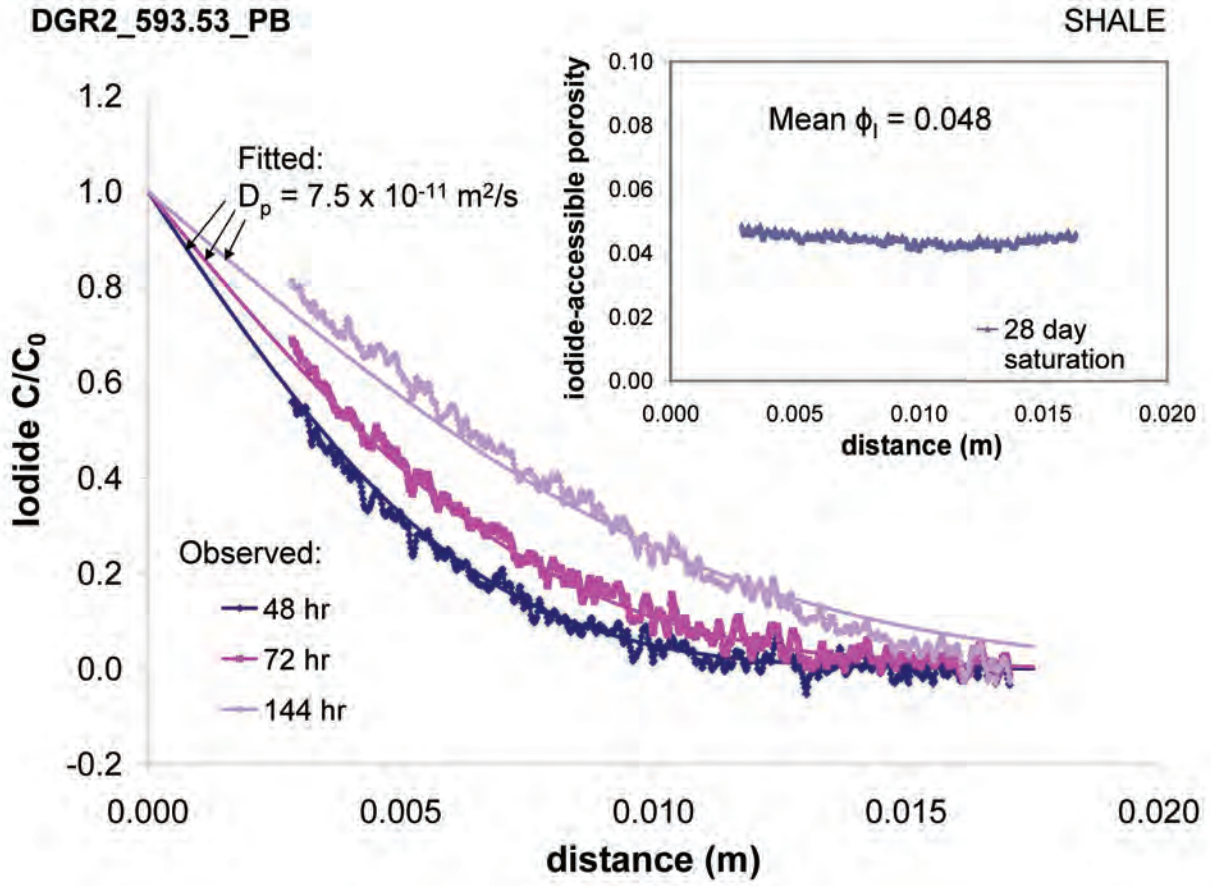 DGR2_593.53_PB
SHALE
Iodide C/C₀
1.2
1.0
0.8
0.6
0.4
0.2
0.0
-0.2
Fitted:
Dₚ = 7.5 x 10⁻¹¹ m²/s
Observed:
48 hr
72 hr
144 hr
0.000
0.005
0.010
0.015
0.020
distance (m)
iodide-accessible porosity
0.10
0.08
0.06
0.04
0.02
0.00
Mean ϕI = 0.048
28 day
saturation
0.000
0.005
0.010
0.015
0.020
distance (m)